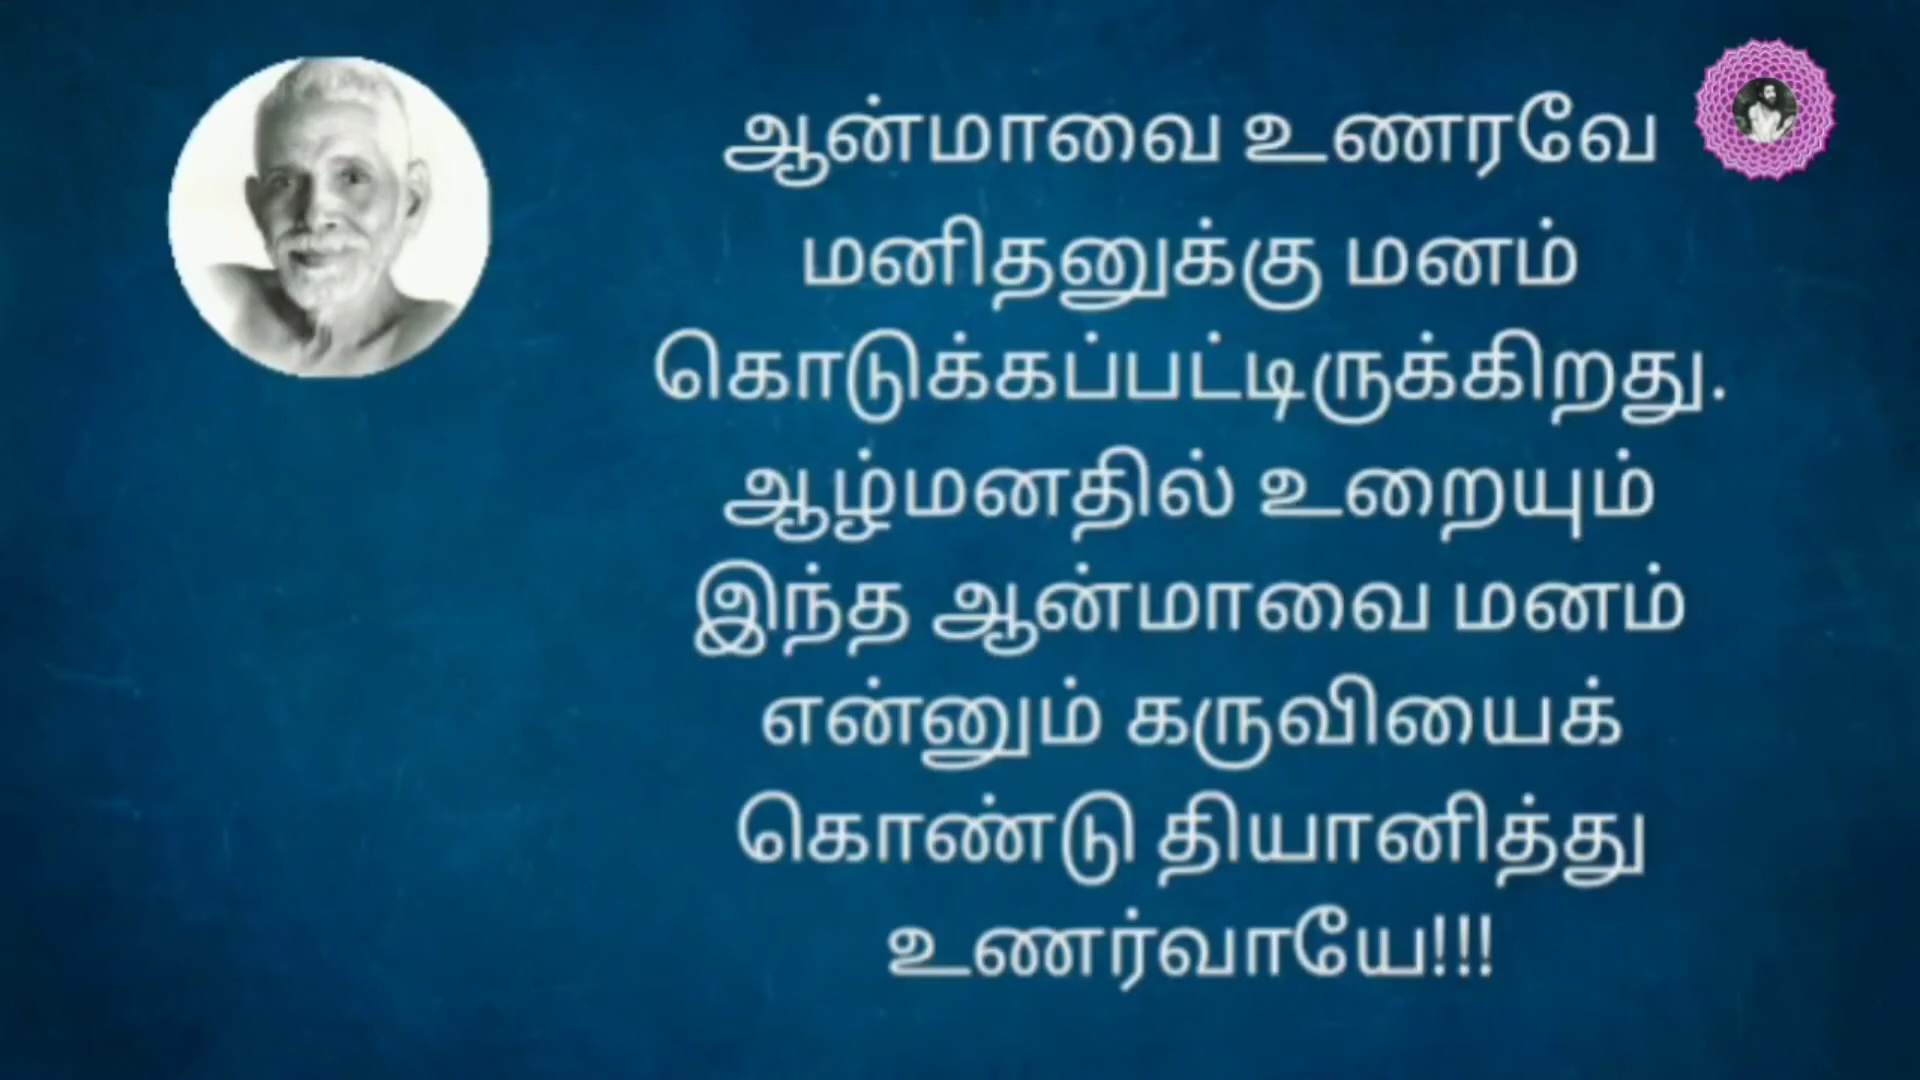 ஆன்மாவை உணரவே
மனிதனுக்கு மனம்
கொடுக்கப்பட்டிருக்கிறது.
ஆழ்மனதில் உறையும்
இந்த ஆன்மாவை மனம்
என்னும் கருவியைக்
கொண்டு தியானித்து
உணர்வாயே!!!